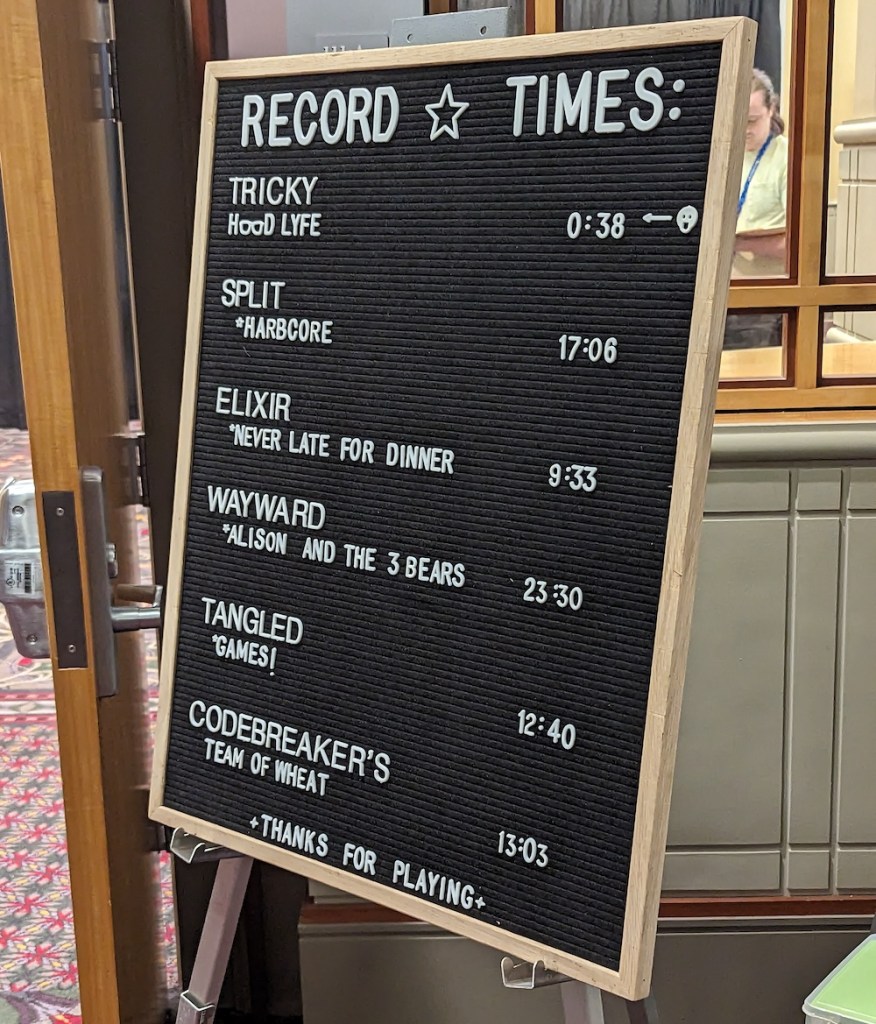 RECORD ☆ TIMES:
TRICKY
HOOD LYFE 0:38 ←
SPLIT
*HARBCORE 17:06
ELIXIR
*NEVER LATE FOR DINNER 9:33
WAYWARD
*ALISON AND THE 3 BEARS 23:30
TANGLED
*GAMES! 12:40
CODEBREAKER'S
TEAM OF WHEAT 13:03
+THANKS FOR PLAYING+